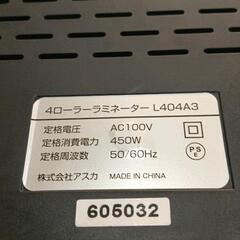 4ローラーラミネーター L404A3
定格電圧 AC100V
定格消費電力 450W
定格周波数 50/60Hz
PSE
株式会社アスカ MADE IN CHINA
605032